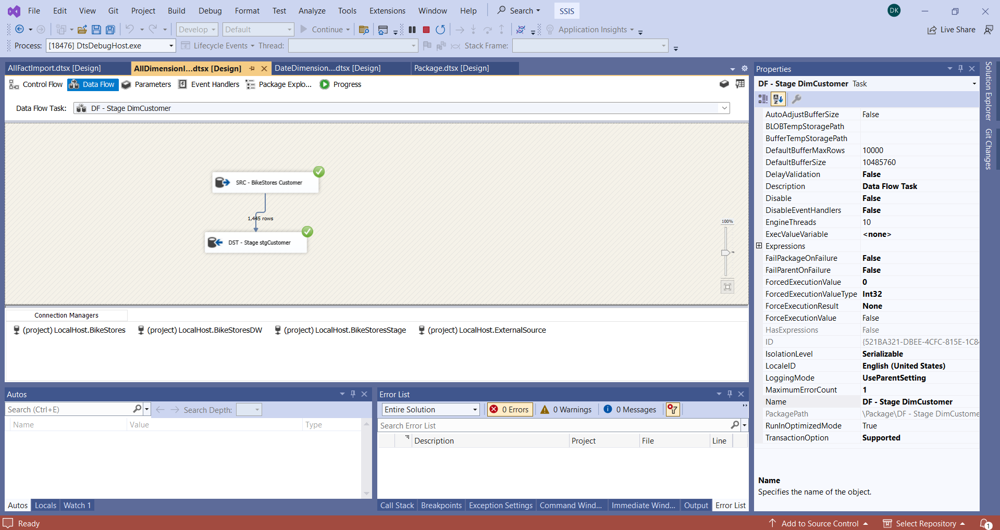 File Edit View Git Project Build Debug Format Test Analyze Tools Extensions Window Help Search SSIS DK
Develop Default Continue Application Insights Live Share
Process: [18476] DtsDebugHost.exe Lifecycle Events Thread: Stack Frame:
AllFactImport.dtsx [Design] AllDimensionI...dtsx [Design] DateDimension....dtsx [Design] Package.dtsx [Design]
Control Flow Data Flow Parameters Event Handlers Package Explo... Progress
Data Flow Task: DF - Stage DimCustomer
SRC - BikeStores Customer
1,445 rows
DST - Stage stgCustomer
100%
Connection Managers
(project) LocalHost.BikeStores (project) LocalHost.BikeStoresDW (project) LocalHost.BikeStoresStage (project) LocalHost.ExternalSource
Autos
Search (Ctrl+E) Search Depth:
Name Value Type
Autos Locals Watch 1
Error List
Entire Solution 0 Errors 0 Warnings 0 Messages
Search Error List
Description Project File Line
Call Stack Breakpoints Exception Settings Command Wind... Immediate Wind... Output Error List
Properties
DF - Stage DimCustomer Task
AutoAdjustBufferSize False
BLOBTempStoragePath
BufferTempStoragePath
DefaultBufferMaxRows 10000
DefaultBufferSize 10485760
DelayValidation False
Description Data Flow Task
Disable False
DisableEventHandlers False
EngineThreads 10
ExecValueVariable <none>
Expressions
FailPackageOnFailure False
FailParentOnFailure False
ForcedExecutionValue 0
ForcedExecutionValueType Int32
ForceExecutionResult None
ForceExecutionValue False
HasExpressions False
ID {521BA321-DBEE-4CFC-815E-1C84
IsolationLevel Serializable
LocaleID English (United States)
LoggingMode UseParentSetting
MaximumErrorCount 1
Name DF - Stage DimCustomer
PackagePath \Package\DF - Stage DimCustome
RunInOptimizedMode True
TransactionOption Supported
Name
Specifies the name of the object.
Solution Explorer
Git Changes
Ready Add to Source Control Select Repository 1